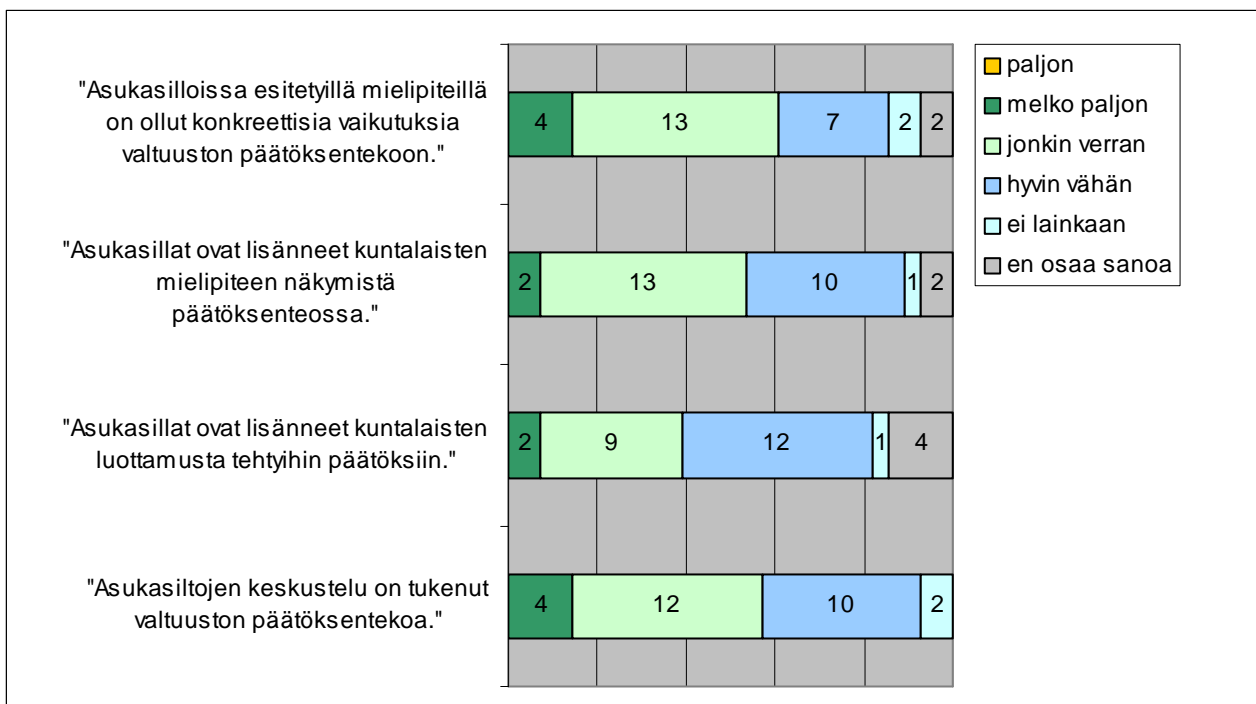 "Asukasilloissa esitetyillä mielipiteillä
on ollut konkreettisia vaikutuksia
valtuuston päätöksentekoon."
4 13 7 2 2
"Asukasillat ovat lisänneet kuntalaisten
mielipiteen näkymistä
päätöksenteossa."
2 13 10 1 2
"Asukasillat ovat lisänneet kuntalaisten
luottamusta tehtyihin päätöksiin."
2 9 12 1 4
"Asukasiltojen keskustelu on tukenut
valtuuston päätöksentekoa."
4 12 10 2
paljon
melko paljon
jonkin verran
hyvin vähän
ei lainkaan
en osaa sanoa